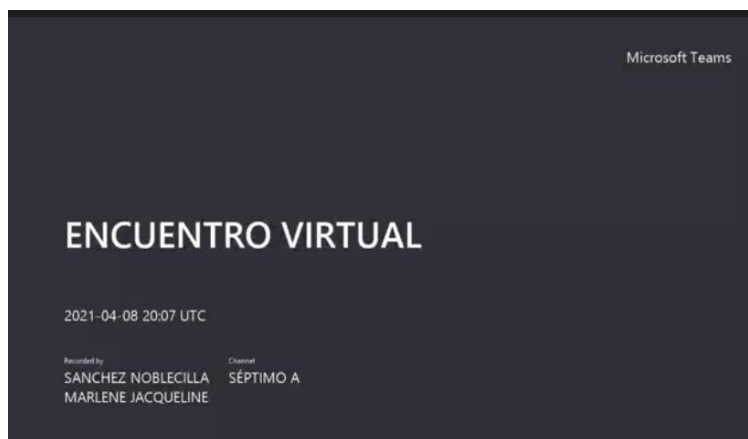 Microsoft Teams
ENCUENTRO VIRTUAL
2021-04-08 20:07 UTC
Recorded by
SANCHEZ NOBLECILLA
MARLENE JACQUELINE
Channel
SÉPTIMO A